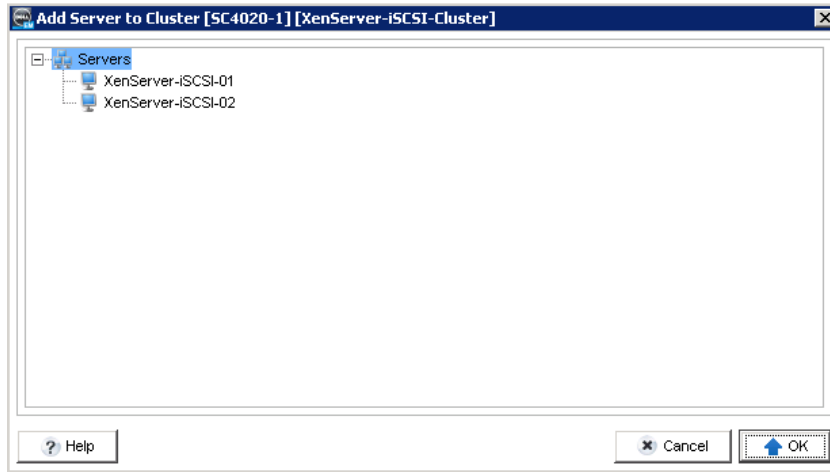 Add Server to Cluster [SC4020-1] [XenServer-iSCSI-Cluster]
Servers
XenServer-iSCSI-01
XenServer-iSCSI-02
Help
Cancel
OK